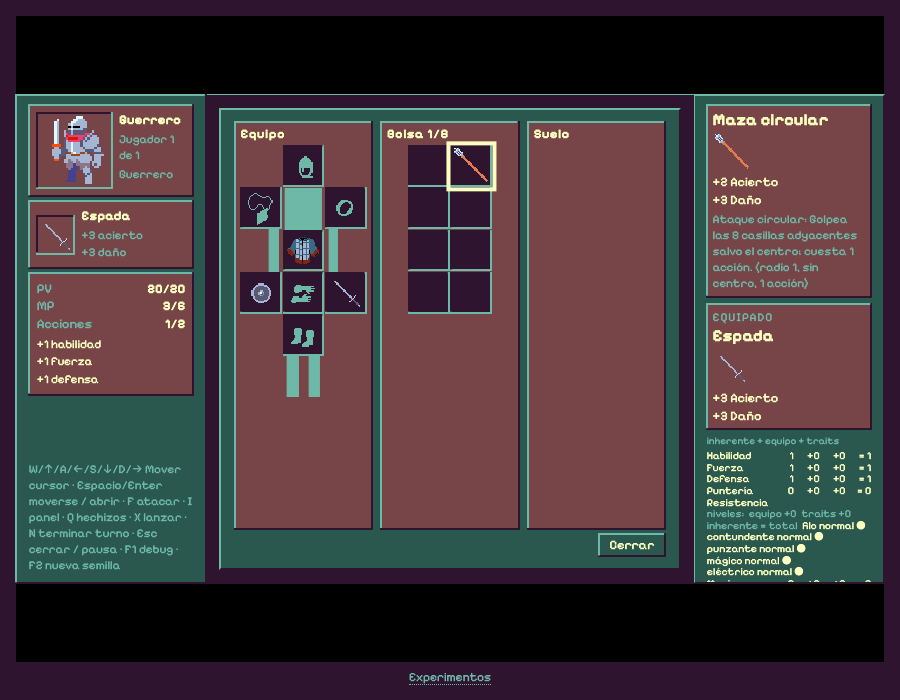 Guerrero
Jugador 1
de 1
Guerrero
Espada
+3 acierto
+3 daño
PV 80/80
MP 3/6
Acciones 1/8
+1 habilidad
+1 Fuerza
+1 defensa
W/↑/A/←/S/↓/D/→ Mover
cursor · Espacio/Enter
moverse / abrir · F atacar · I
panel · Q hechizos · X lanzar ·
N terminar turno · Esc
cerrar / pausa · F1 debug ·
F2 nueva semilla
Equipo
Bolsa 1/8
Suelo
Cerrar
Maza circular
+2 Acierto
+3 Daño
Ataque circular: Golpea
las 8 casillas adyacentes
salvo el centro; cuesta 1
acción. (radio 1, sin
centro, 1 acción)
EQUIPADO
Espada
+3 Acierto
+3 Daño
inherente + equipo + traits
Habilidad 1 +0 +0 =1
Fuerza 1 +0 +0 =1
Defensa 1 +0 +0 =1
Puntería 0 +0 +0 =0
Resistencia
niveles: equipo +0 traits +0
inherente = total filo normal
contundente normal
punzante normal
mágico normal
eléctrico normal
Experimentos